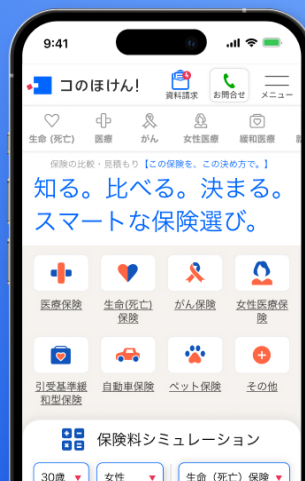 9:41
コのほけん!
資料請求 お問合せ メニュー
生命 (死亡) 医療 がん 女性医療 緩和医療
保険の比較・見積もり【この保険を、この決め方で。】
知る。比べる。決まる。
スマートな保険選び。
医療保険 生命(死亡)保険 がん保険 女性医療保険
引受基準緩和型保険 自動車保険 ペット保険 その他
保険料シミュレーション
30歳 女性 生命（死亡）保険